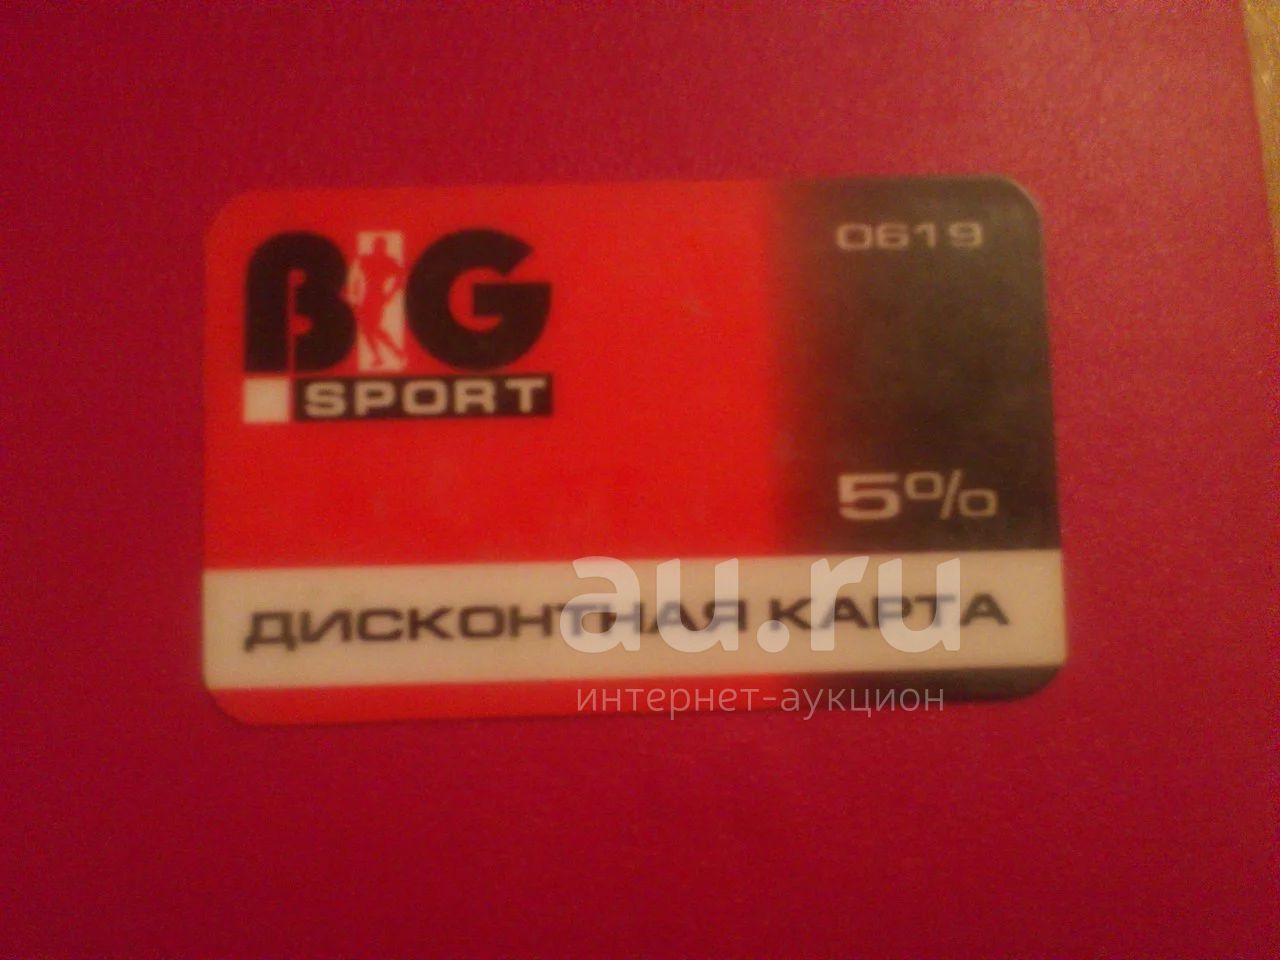 BIG
SPORT
0619
5%
ДИСКОНТНАЯ КАРТА
au.ru
интернет-аукцион